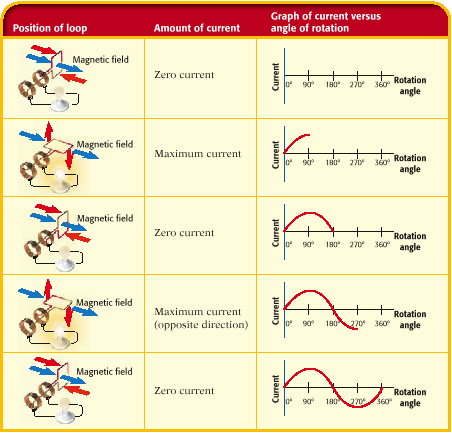 Position of loop
Amount of current
Graph of current versus
angle of rotation
Magnetic field
Zero current
Current
0° 90° 180° 270° 360°
Rotation
angle
Magnetic field
Maximum current
Current
0° 90° 180° 270° 360°
Rotation
angle
Magnetic field
Zero current
Current
0° 90° 180° 270° 360°
Rotation
angle
Magnetic field
Maximum current
(opposite direction)
Current
0° 90° 180° 270° 360°
Rotation
angle
Magnetic field
Zero current
Current
0° 90° 180° 270° 360°
Rotation
angle